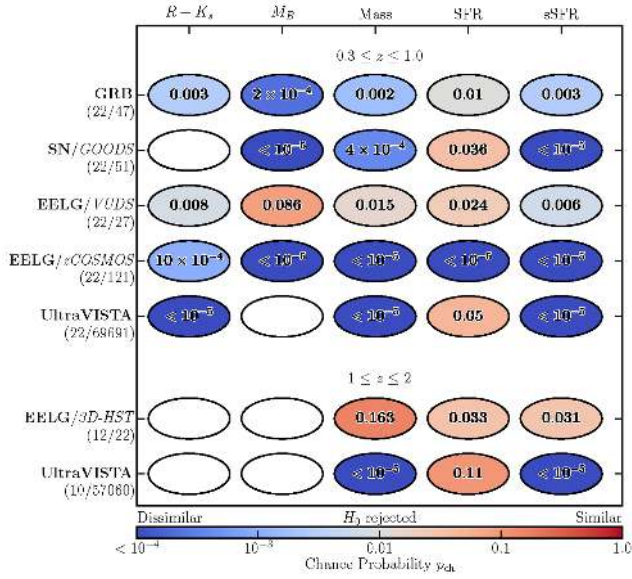 R − Kₛ M_B Mass SFR sSFR
0.3 < z < 1.0
GRB 0.003 2 × 10⁻⁴ 0.002 0.01 0.003
(22/47)
SN/GOODS < 10⁻⁵ 4 × 10⁻⁴ 0.036 < 10⁻⁵
(22/51)
EELG/VUDS 0.008 0.086 0.015 0.024 0.006
(22/27)
EELG/zCOSMOS 10 × 10⁻⁴ < 10⁻⁵ < 10⁻⁵ < 10⁻⁵ < 10⁻⁵
(22/121)
UltraVISTA < 10⁻⁵ < 10⁻⁵ 0.05 < 10⁻⁵
(22/69691)
1 ≤ z ≤ 2
EELG/3D-HST 0.163 0.033 0.031
(12/22)
UltraVISTA < 10⁻⁵ 0.11 < 10⁻⁵
(10/57060)
Dissimilar H₀ rejected Similar
< 10⁻⁴ 10⁻³ 0.01 0.1 1.0
Chance Probability p_ch